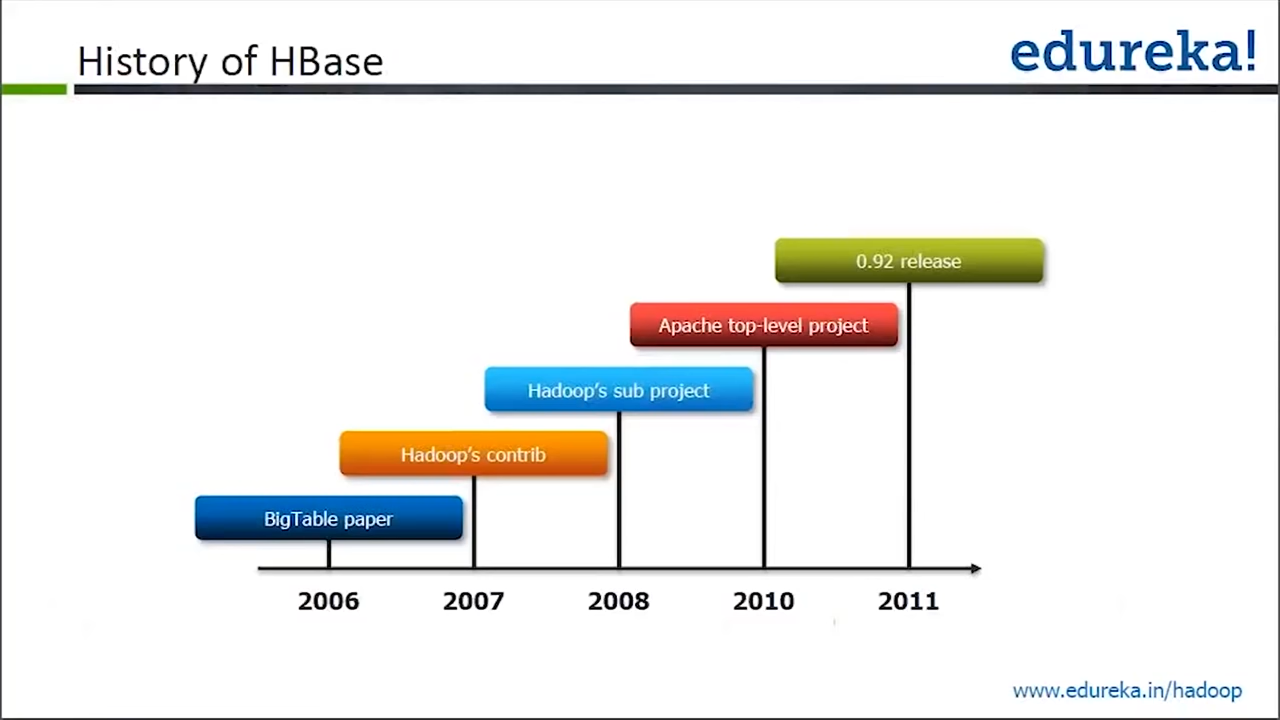 History of HBase
edureka!
0.92 release
Apache top-level project
Hadoop’s sub project
Hadoop’s contrib
BigTable paper
2006 2007 2008 2010 2011
www.edureka.in/hadoop